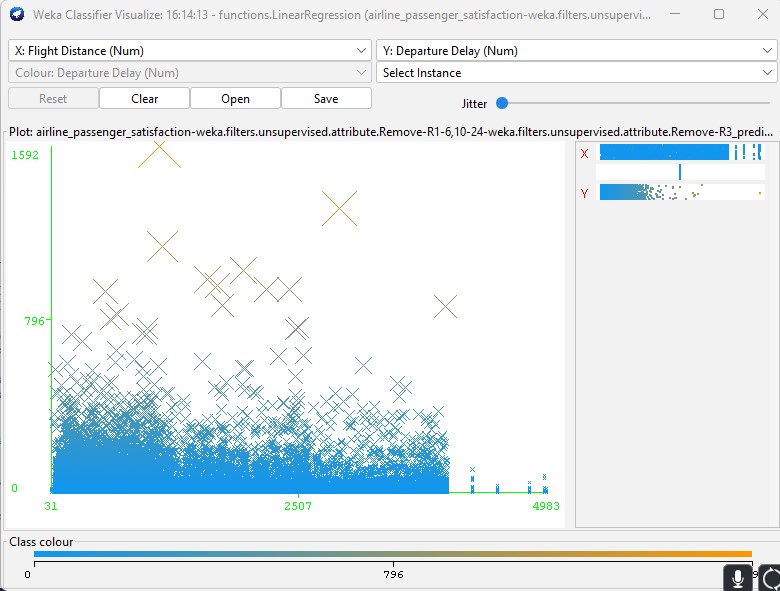 Weka Classifier Visualize: 16:14:13 - functions.LinearRegression (airline_passenger_satisfaction-weka.filters.unsupervi...
X: Flight Distance (Num)
Y: Departure Delay (Num)
Colour: Departure Delay (Num)
Select Instance
Reset
Clear
Open
Save
Jitter
Plot: airline_passenger_satisfaction-weka.filters.unsupervised.attribute.Remove-R1-6,10-24-weka.filters.unsupervised.attribute.Remove-R3_predi...
1592
796
0
31
2507
4983
X
Y
Class colour
0
796